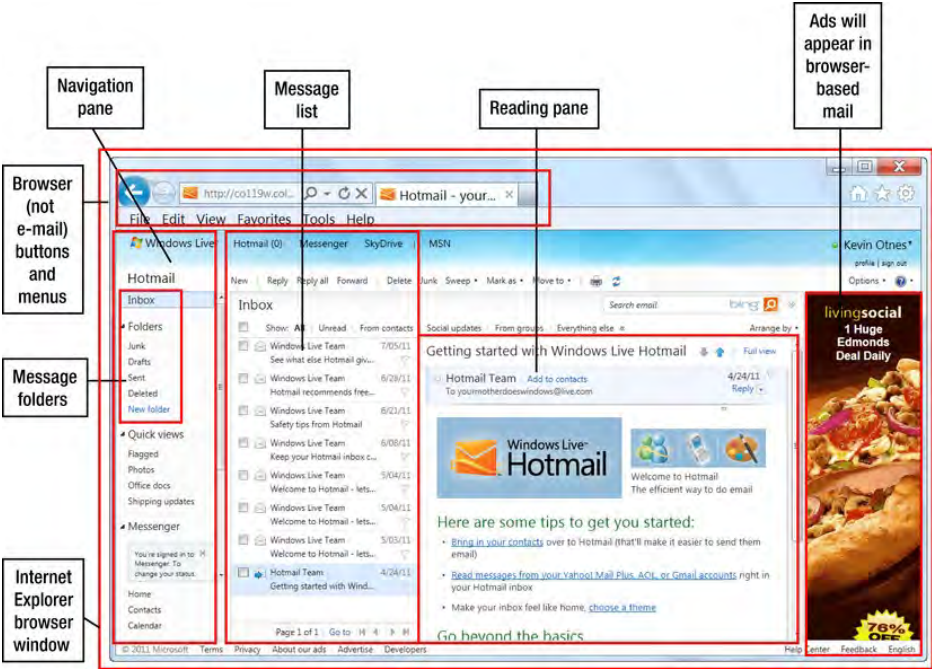 Ads will
appear in
browser-
based
mail
Navigation
pane
Message
list
Reading pane
Browser
(not
e-mail)
buttons
and
menus
Message
folders
Internet
Explorer
browser
window
http://co119w.col...
Hotmail - your...
File Edit View Favorites Tools Help
Windows Live
Hotmail (0) Messenger SkyDrive | MSN
Kevin Otnes
profile | sign out
Hotmail
New | Reply Reply all Forward | Delete Junk Sweep Mark as Move to
Options
Inbox
Folders
Junk
Drafts
Sent
Deleted
New folder
Quick views
Flagged
Photos
Office docs
Shipping updates
Messenger
You're signed in to
Messenger. To
change your status.
Home
Contacts
Calendar
Inbox
Search email
bing
Show: All | Unread From contacts Social updates From groups Everything else
Arrange by
Windows Live Team 7/05/11
See what else Hotmail giv...
Windows Live Team 6/28/11
Hotmail recommends free...
Windows Live Team 6/21/11
Safety tips from Hotmail
Windows Live Team 6/08/11
Keep your Hotmail inbox c...
Windows Live Team 5/04/11
Welcome to Hotmail - lets...
Windows Live Team 5/04/11
Welcome to Hotmail - lets...
Windows Live Team 5/03/11
Welcome to Hotmail - lets...
Hotmail Team 4/24/11
Getting started with Wind...
Page 1 of 1 Go to
Getting started with Windows Live Hotmail
Full view
Hotmail Team Add to contacts
4/24/11
To yourmotherdoeswindows@live.com
Reply
Windows Live
Hotmail
Welcome to Hotmail
The efficient way to do email
Here are some tips to get you started:
Bring in your contacts over to Hotmail (that'll make it easier to send them
email)
Read messages from your Yahoo! Mail Plus, AOL, or Gmail accounts right in
your Hotmail inbox
Make your inbox feel like home, choose a theme
Go beyond the basics
livingsocial
1 Huge
Edmonds
Deal Daily
76%
OFF
© 2011 Microsoft Terms Privacy About our ads Advertise Developers
Help Center Feedback English